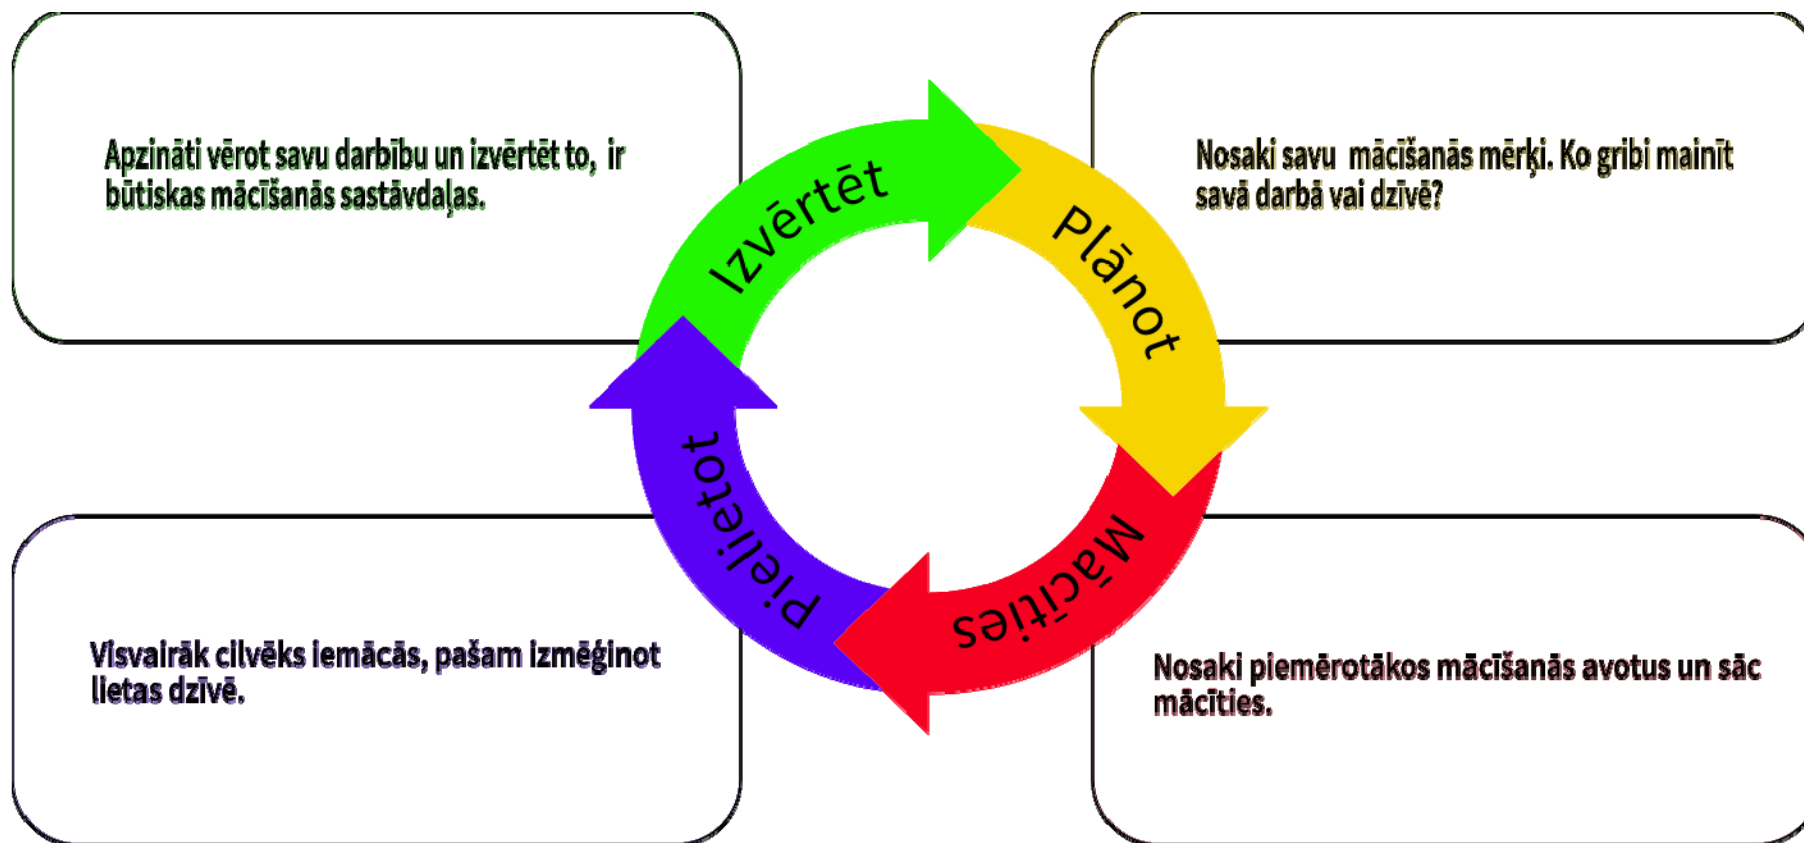 Apzināti vērot savu darbību un izvērtēt to, ir
būtiskas mācīšanās sastāvdaļas.
Nosaki savu mācīšanās mērķi. Ko gribi mainīt
savā darbā vai dzīvē?
Izvērtēt
Plānot
Mācīties
Pielietot
Visvairāk cilvēks iemācās, pašam izmēģinot
lietas dzīvē.
Nosaki piemērotākos mācīšanās avotus un sāc
mācīties.